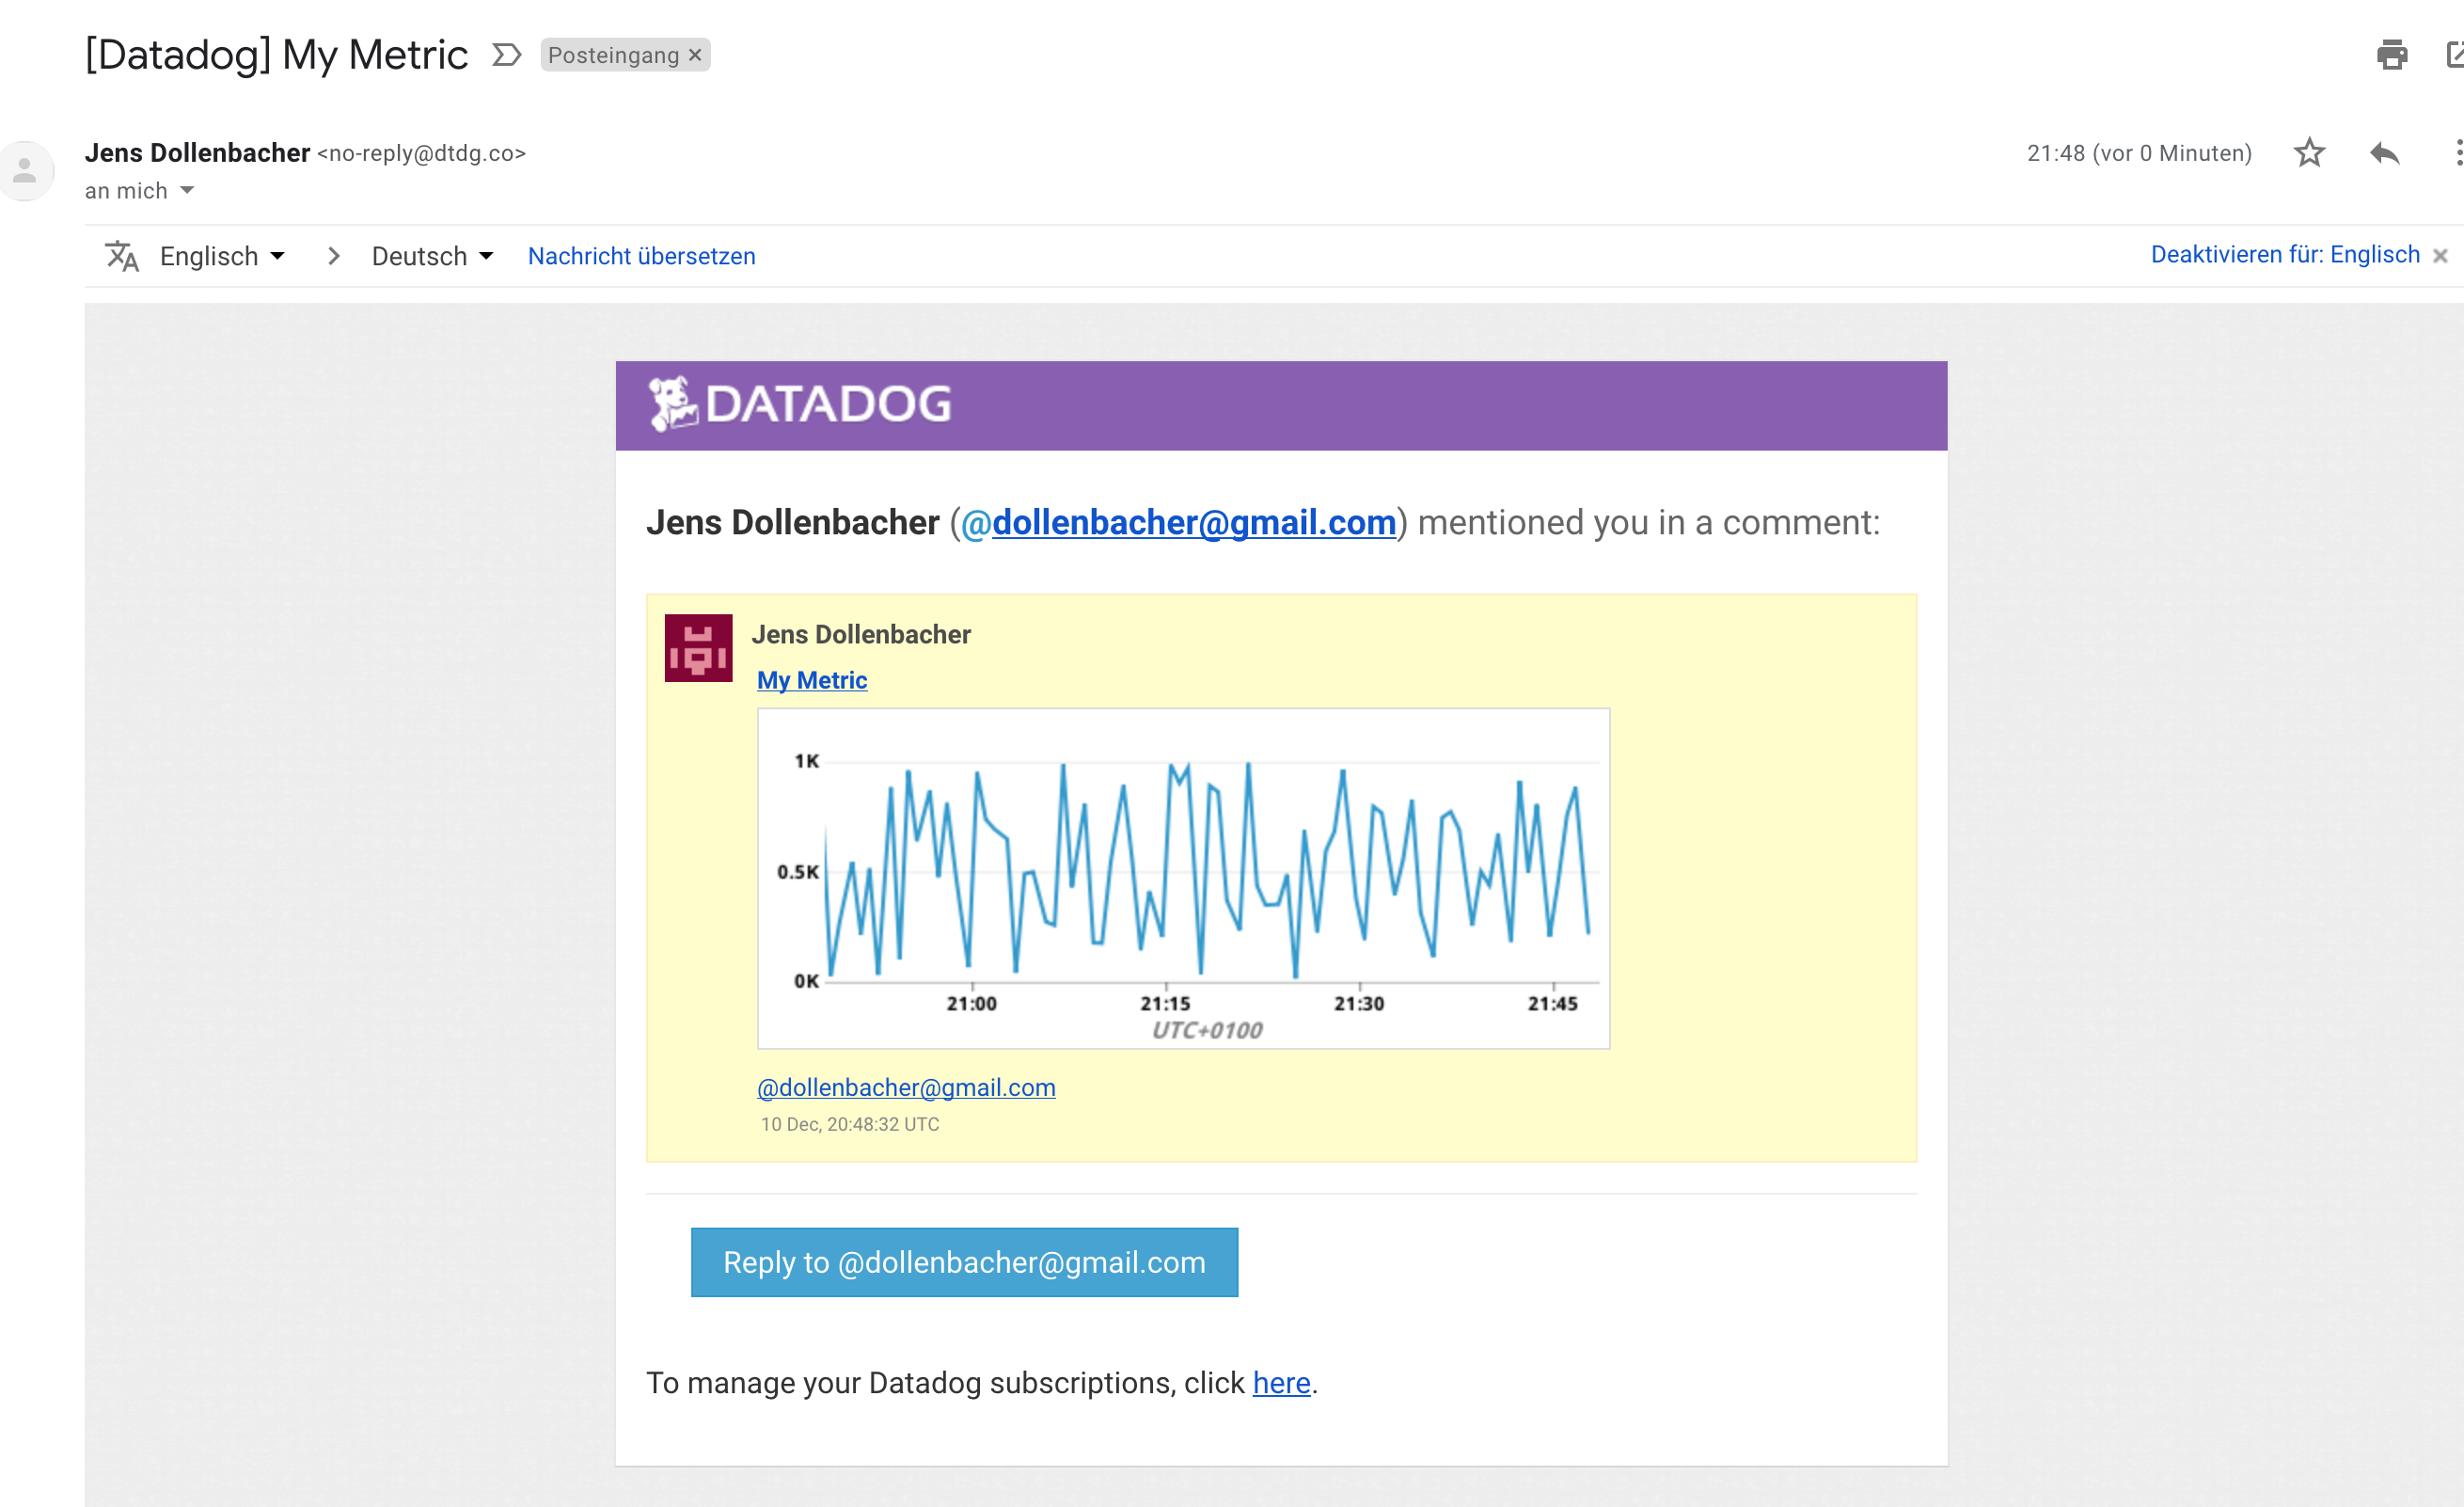 [Datadog] My Metric Posteingang ×
Jens Dollenbacher <no-reply@dtdg.co> 21:48 (vor 0 Minuten)
an mich
Englisch > Deutsch Nachricht übersetzen Deaktivieren für: Englisch ×
DATADOG
Jens Dollenbacher (@dollenbacher@gmail.com) mentioned you in a comment:
Jens Dollenbacher
My Metric
1K
0.5K
0K
21:00 21:15 21:30 21:45
UTC+0100
@dollenbacher@gmail.com
10 Dec, 20:48:32 UTC
Reply to @dollenbacher@gmail.com
To manage your Datadog subscriptions, click here.